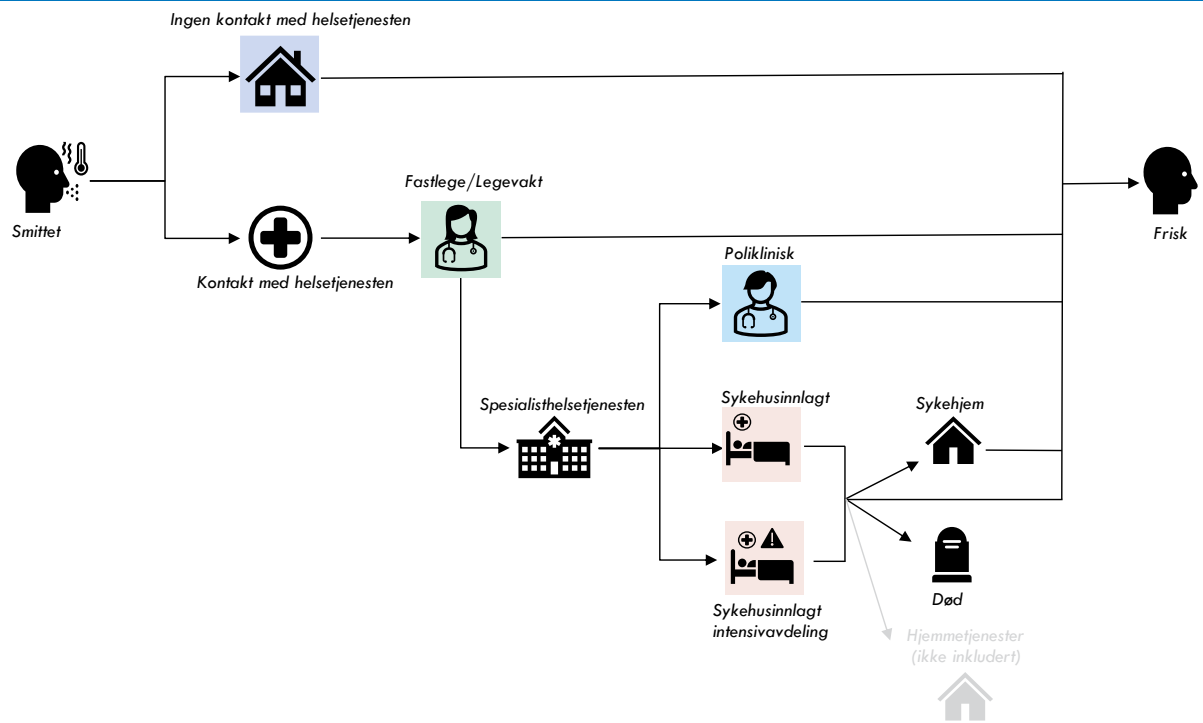 Ingen kontakt med helsetjenesten
Smittet
Kontakt med helsetjenesten
Fastlege/Legevakt
Frisk
Poliklinisk
Spesialisthelsetjenesten
Sykehusinnlagt
Sykehjem
Sykehusinnlagt
intensivavdeling
Død
Hjemmetjenester
(ikke inkludert)